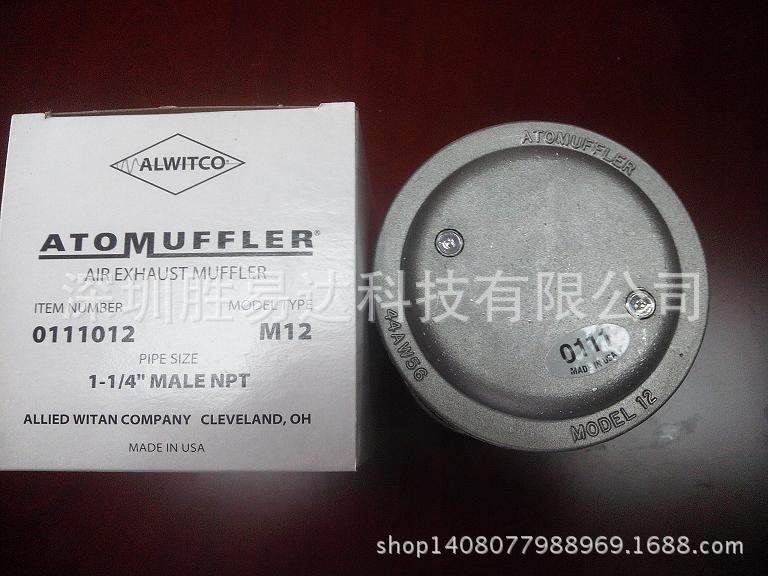 ALWITCO®
ATOMUFFLER®
AIR EXHAUST MUFFLER
ITEM NUMBER MODEL TYPE
0111012 M12
PIPE SIZE
1-1/4" MALE NPT
ALLIED WITAN COMPANY CLEVELAND, OH
MADE IN USA
ATOMUFFLER
44AW56
0111
MADE IN USA
MODEL 12
深圳胜易达科技有限公司
shop1408077988969.1688.com